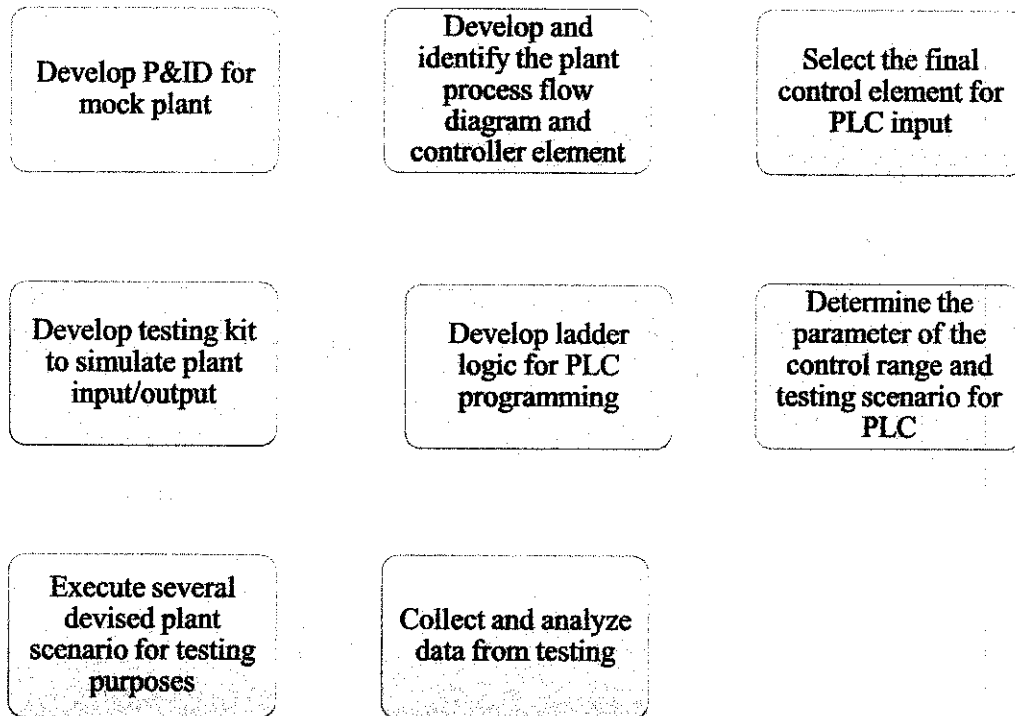 Develop P&ID for
mock plant
Develop and
identify the plant
process flow
diagram and
controller element
Select the final
control element for
PLC input
Develop testing kit
to simulate plant
input/output
Develop ladder
logic for PLC
programming
Determine the
parameter of the
control range and
testing scenario for
PLC
Execute several
devised plant
scenario for testing
purposes
Collect and analyze
data from testing